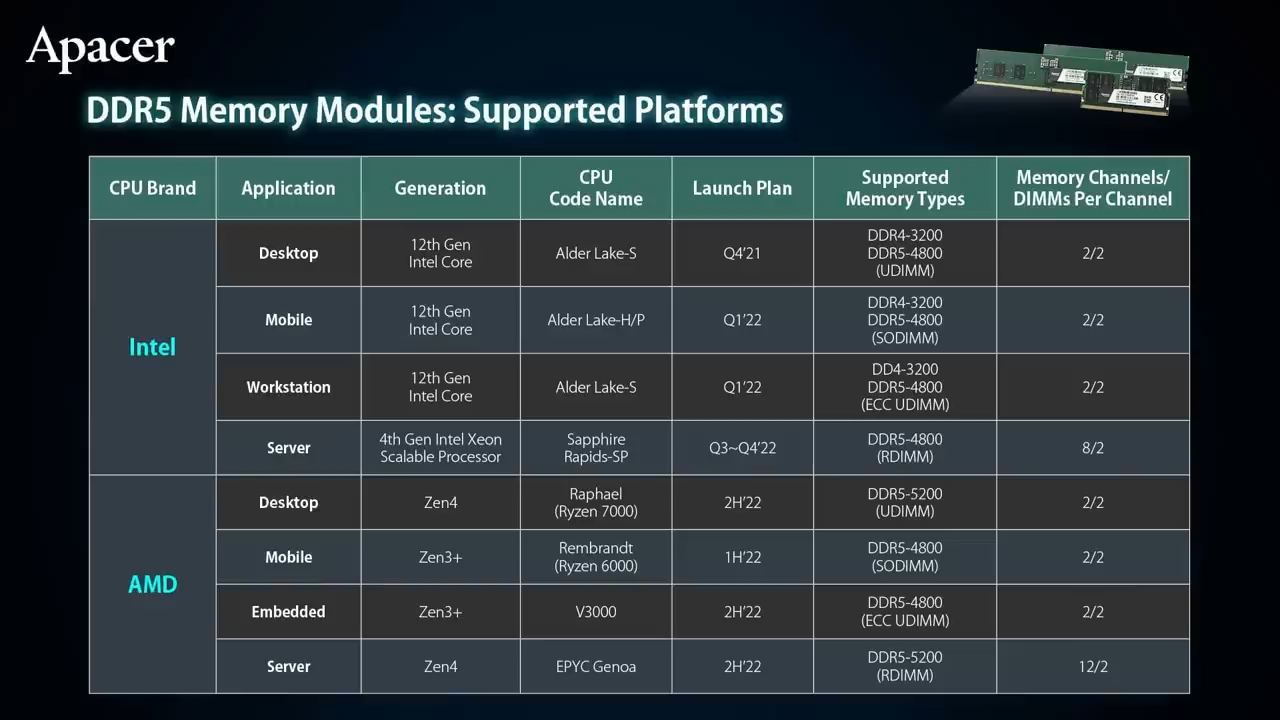 Apacer
DDR5 Memory Modules: Supported Platforms
CPU Brand
Application
Generation
CPU
Code Name
Launch Plan
Supported
Memory Types
Memory Channels/
DIMMs Per Channel
Intel
Desktop
12th Gen
Intel Core
Alder Lake-S
Q4'21
DDR4-3200
DDR5-4800
(UDIMM)
2/2
Mobile
12th Gen
Intel Core
Alder Lake-H/P
Q1'22
DDR4-3200
DDR5-4800
(SODIMM)
2/2
Workstation
12th Gen
Intel Core
Alder Lake-S
Q1'22
DD4-3200
DDR5-4800
(ECC UDIMM)
2/2
Server
4th Gen Intel Xeon
Scalable Processor
Sapphire
Rapids-SP
Q3~Q4'22
DDR5-4800
(RDIMM)
8/2
AMD
Desktop
Zen4
Raphael
(Ryzen 7000)
2H'22
DDR5-5200
(UDIMM)
2/2
Mobile
Zen3+
Rembrandt
(Ryzen 6000)
1H'22
DDR5-4800
(SODIMM)
2/2
Embedded
Zen3+
V3000
2H'22
DDR5-4800
(ECC UDIMM)
2/2
Server
Zen4
EPYC Genoa
2H'22
DDR5-5200
(RDIMM)
12/2